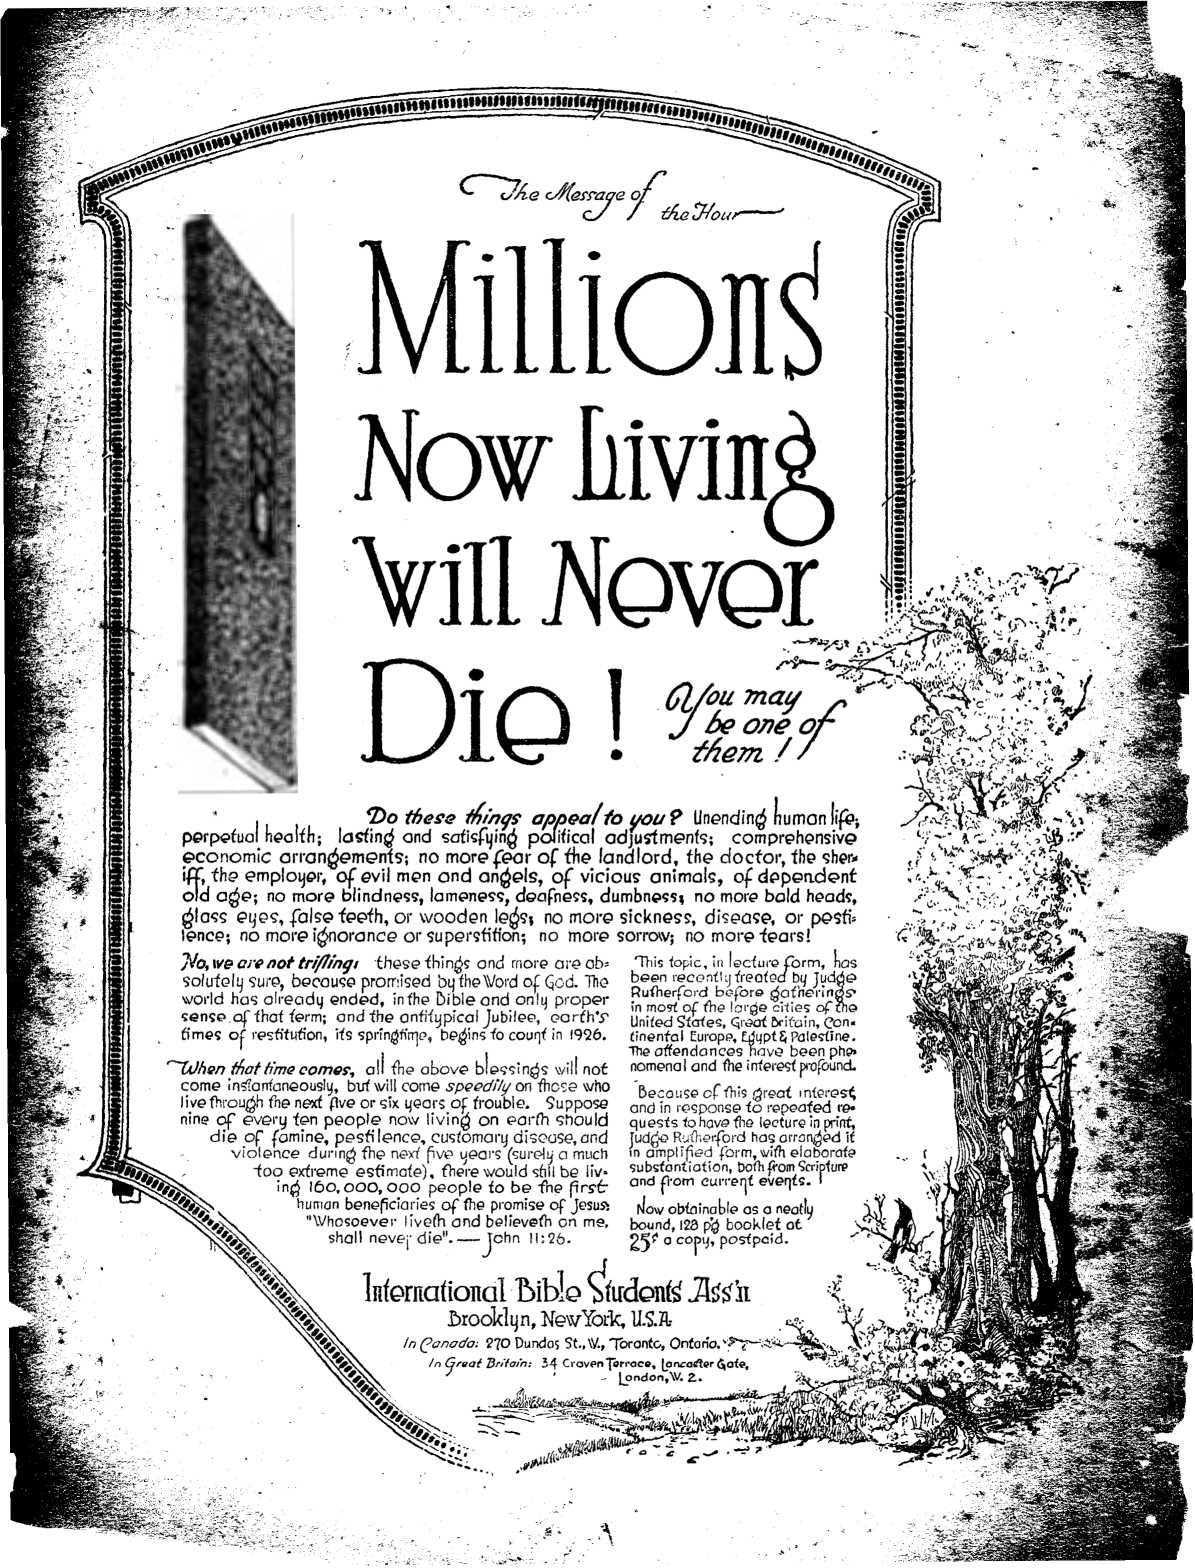 The Message of
the Hour
Millions
Now Living
Will Never
Die!
You may
be one of
them!
Do these things appeal to you? Unending human life;
perpetual health; lasting and satisfying political adjustments; comprehensive
economic arrangements; no more fear of the landlord, the doctor, the sher-
iff, the employer, of evil men and angels, of vicious animals, of dependent
old age; no more blindness, lameness, deafness, dumbness; no more bald heads,
glass eyes, false teeth, or wooden legs; no more sickness, disease, or pesti-
lence; no more ignorance or superstition; no more sorrow; no more tears!
No, we are not trifling; these things and more are ab-
solutely sure, because promised by the Word of God. The
world has already ended, in the Bible and only proper
sense of that term; and the antitypical Jubilee, earth's
times of restitution, its springtime, begins to count in 1926.
When that time comes, all the above blessings will not
come instantaneously, but will come speedily on those who
live through the next five or six years of trouble. Suppose
nine of every ten people now living on earth should
die of famine, pestilence, customary disease, and
violence during the next five years (surely a much
too extreme estimate), there would still be liv-
ing 160,000,000 people to be the first
human beneficiaries of the promise of Jesus:
"Whosoever liveth and believeth on me,
shall never die".— John 11:26.
This topic, in lecture form, has
been recently treated by Judge
Rutherford before gatherings
in most of the large cities of the
United States, Great Britain, Con-
tinental Europe, Egypt & Palestine.
The attendances have been phe-
nomenal and the interest profound.
Because of this great interest,
and in response to repeated re-
quests to have the lecture in print,
Judge Rutherford has arranged it
in amplified form, with elaborate
substantiation, both from Scripture
and from current events.
Now obtainable as a neatly
bound, 128 pg booklet at
25¢ a copy, postpaid.
International Bible Students' Ass'n
Brooklyn, New York, U.S.A.
In Canada: 270 Dundas St., W., Toronto, Ontario.
In Great Britain: 34 Craven Terrace, Lancaster Gate,
London, W. 2.